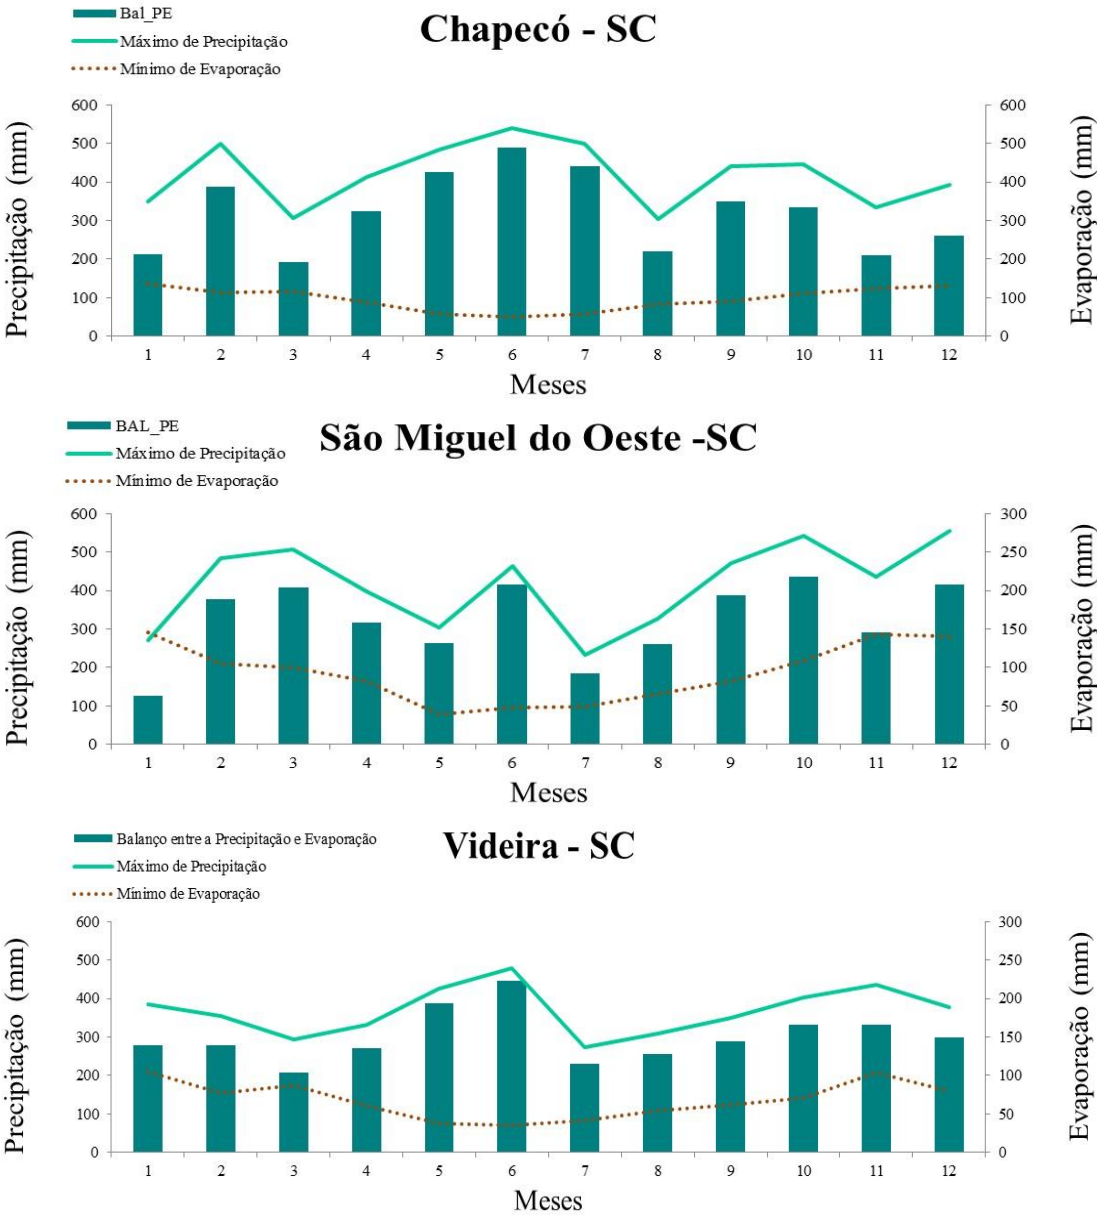 Bal_PE
Máximo de Precipitação
Mínimo de Evaporação
Chapecó - SC
Precipitação (mm)
600
500
400
300
200
100
0
600
500
400
300
200
100
0
Evaporação (mm)
1 2 3 4 5 6 7 8 9 10 11 12
Meses
BAL_PE
Máximo de Precipitação
Mínimo de Evaporação
São Miguel do Oeste -SC
Precipitação (mm)
600
500
400
300
200
100
0
300
250
200
150
100
50
0
Evaporação (mm)
1 2 3 4 5 6 7 8 9 10 11 12
Meses
Balanço entre a Precipitação e Evaporação
Máximo de Precipitação
Mínimo de Evaporação
Videira - SC
Precipitação (mm)
600
500
400
300
200
100
0
300
250
200
150
100
50
0
Evaporação (mm)
1 2 3 4 5 6 7 8 9 10 11 12
Meses